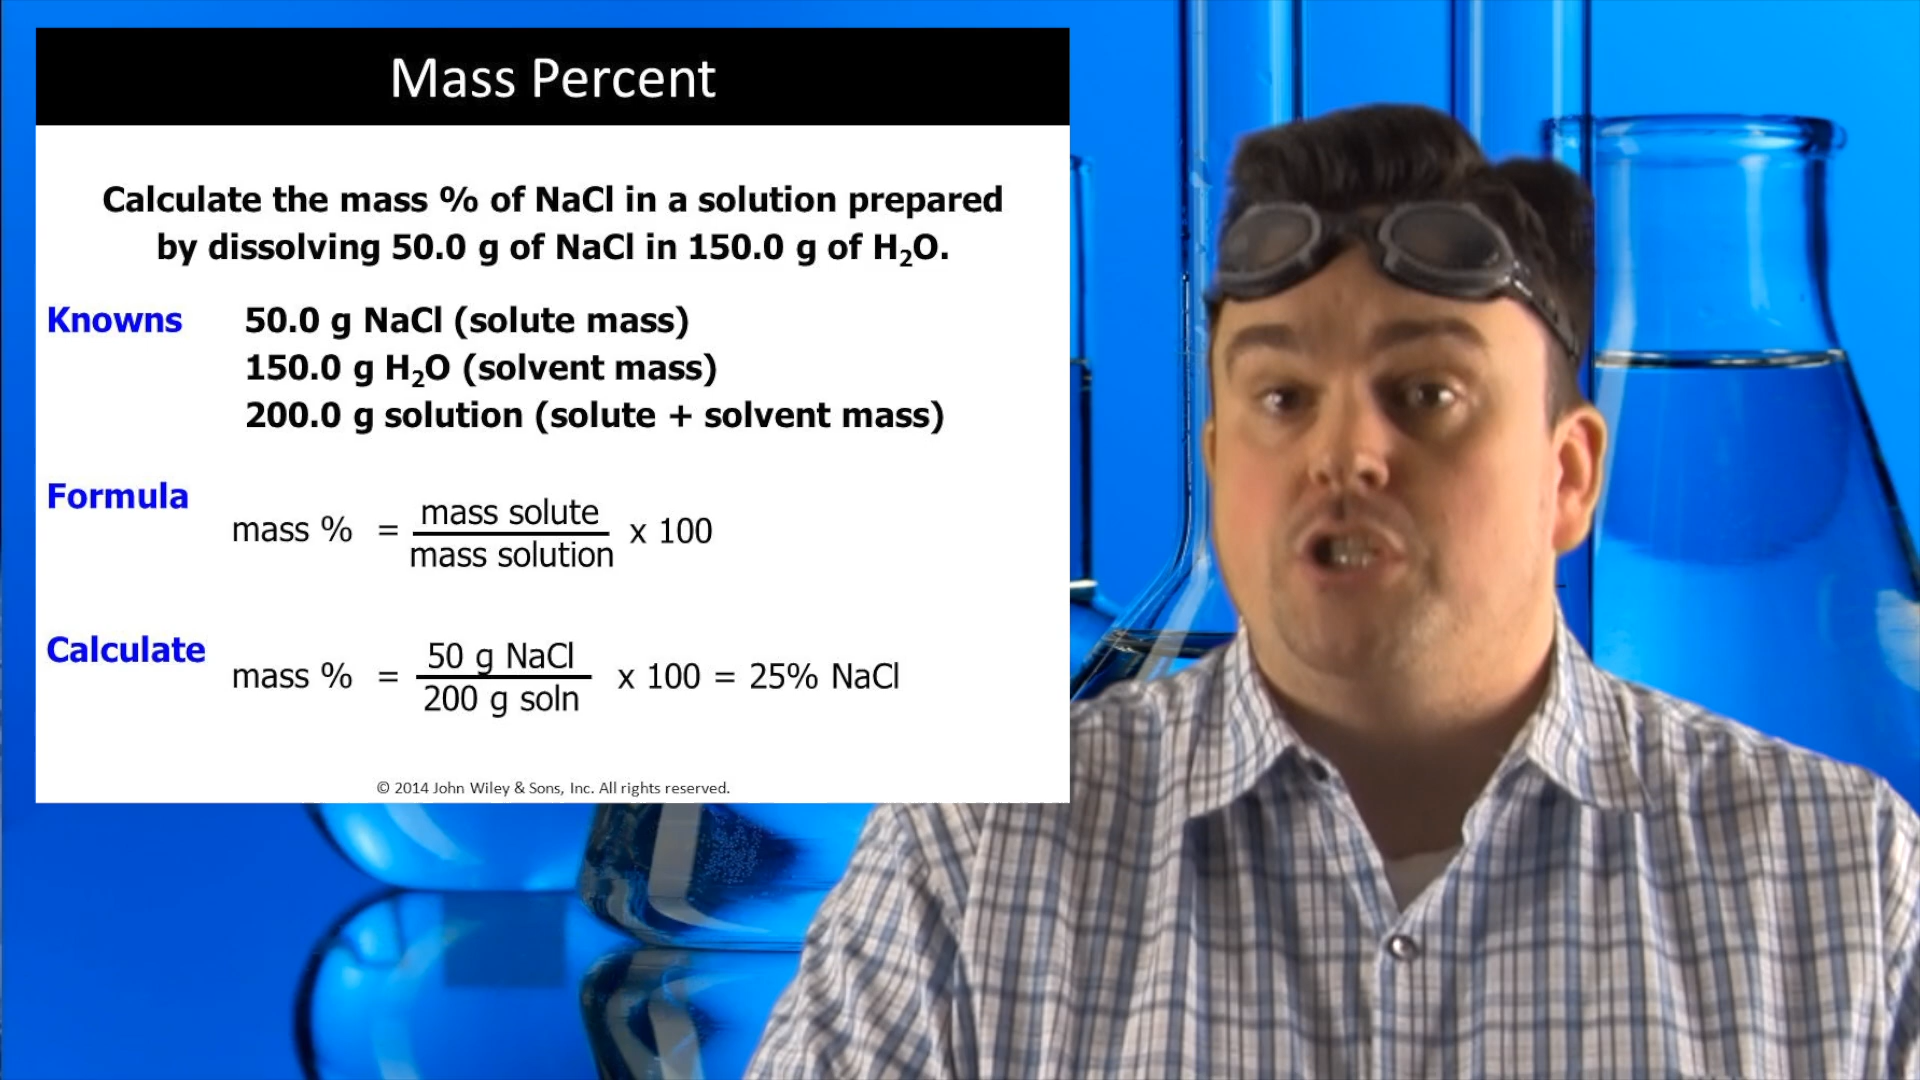 Mass Percent
Calculate the mass % of NaCl in a solution prepared
by dissolving 50.0 g of NaCl in 150.0 g of H₂O.
Knowns 50.0 g NaCl (solute mass)
150.0 g H₂O (solvent mass)
200.0 g solution (solute + solvent mass)
Formula
mass % = mass solute / mass solution x 100
Calculate
mass % = 50 g NaCl / 200 g soln x 100 = 25% NaCl
© 2014 John Wiley & Sons, Inc. All rights reserved.